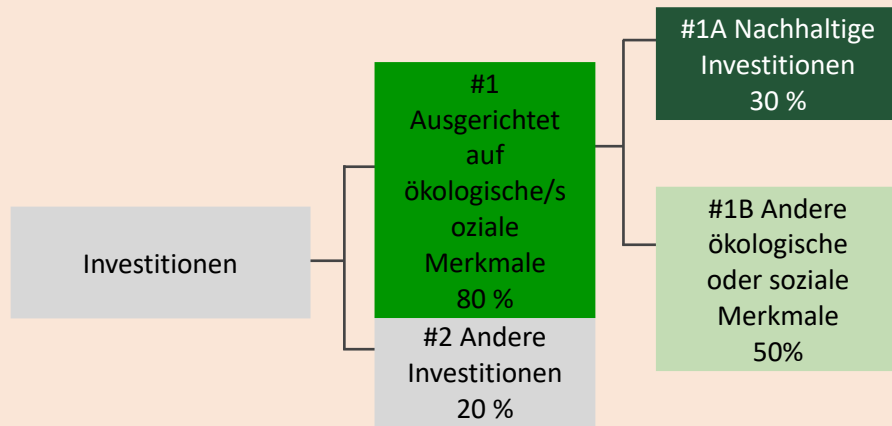 Investitionen
#1
Ausgerichtet
auf
ökologische/s
oziale
Merkmale
80 %
#2 Andere
Investitionen
20 %
#1A Nachhaltige
Investitionen
30 %
#1B Andere
ökologische
oder soziale
Merkmale
50%